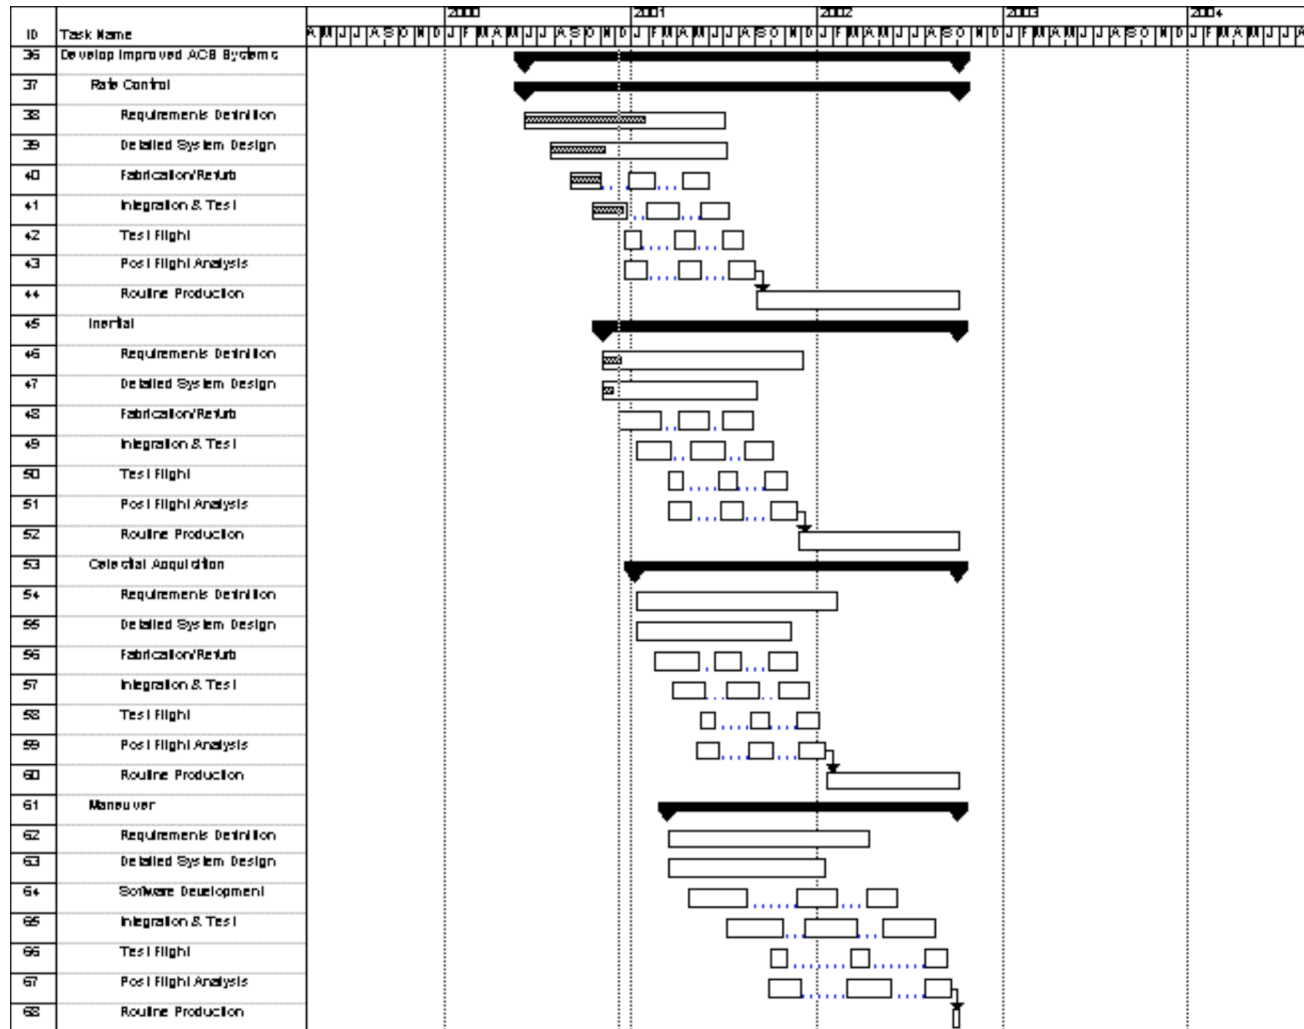 2000 2001 2002 2003 2004
ID Task Name A M J J A S O N D J F M A M J J A S O N D J F M A M J J A S O N D J F M A M J J A S O N D J F M A M J J A S O N D J F M A M J J A
36 Develop Improved ACS Systems
37 Rate Control
38 Requirements Definition
39 Detailed System Design
40 Fabrication/Refurb
41 Integration & Test
42 Test Flight
43 Post Flight Analysis
44 Routine Production
45 Inertial
46 Requirements Definition
47 Detailed System Design
48 Fabrication/Refurb
49 Integration & Test
50 Test Flight
51 Post Flight Analysis
52 Routine Production
53 Celestial Acquisition
54 Requirements Definition
55 Detailed System Design
56 Fabrication/Refurb
57 Integration & Test
58 Test Flight
59 Post Flight Analysis
60 Routine Production
61 Maneuver
62 Requirements Definition
63 Detailed System Design
64 Software Development
65 Integration & Test
66 Test Flight
67 Post Flight Analysis
68 Routine Production